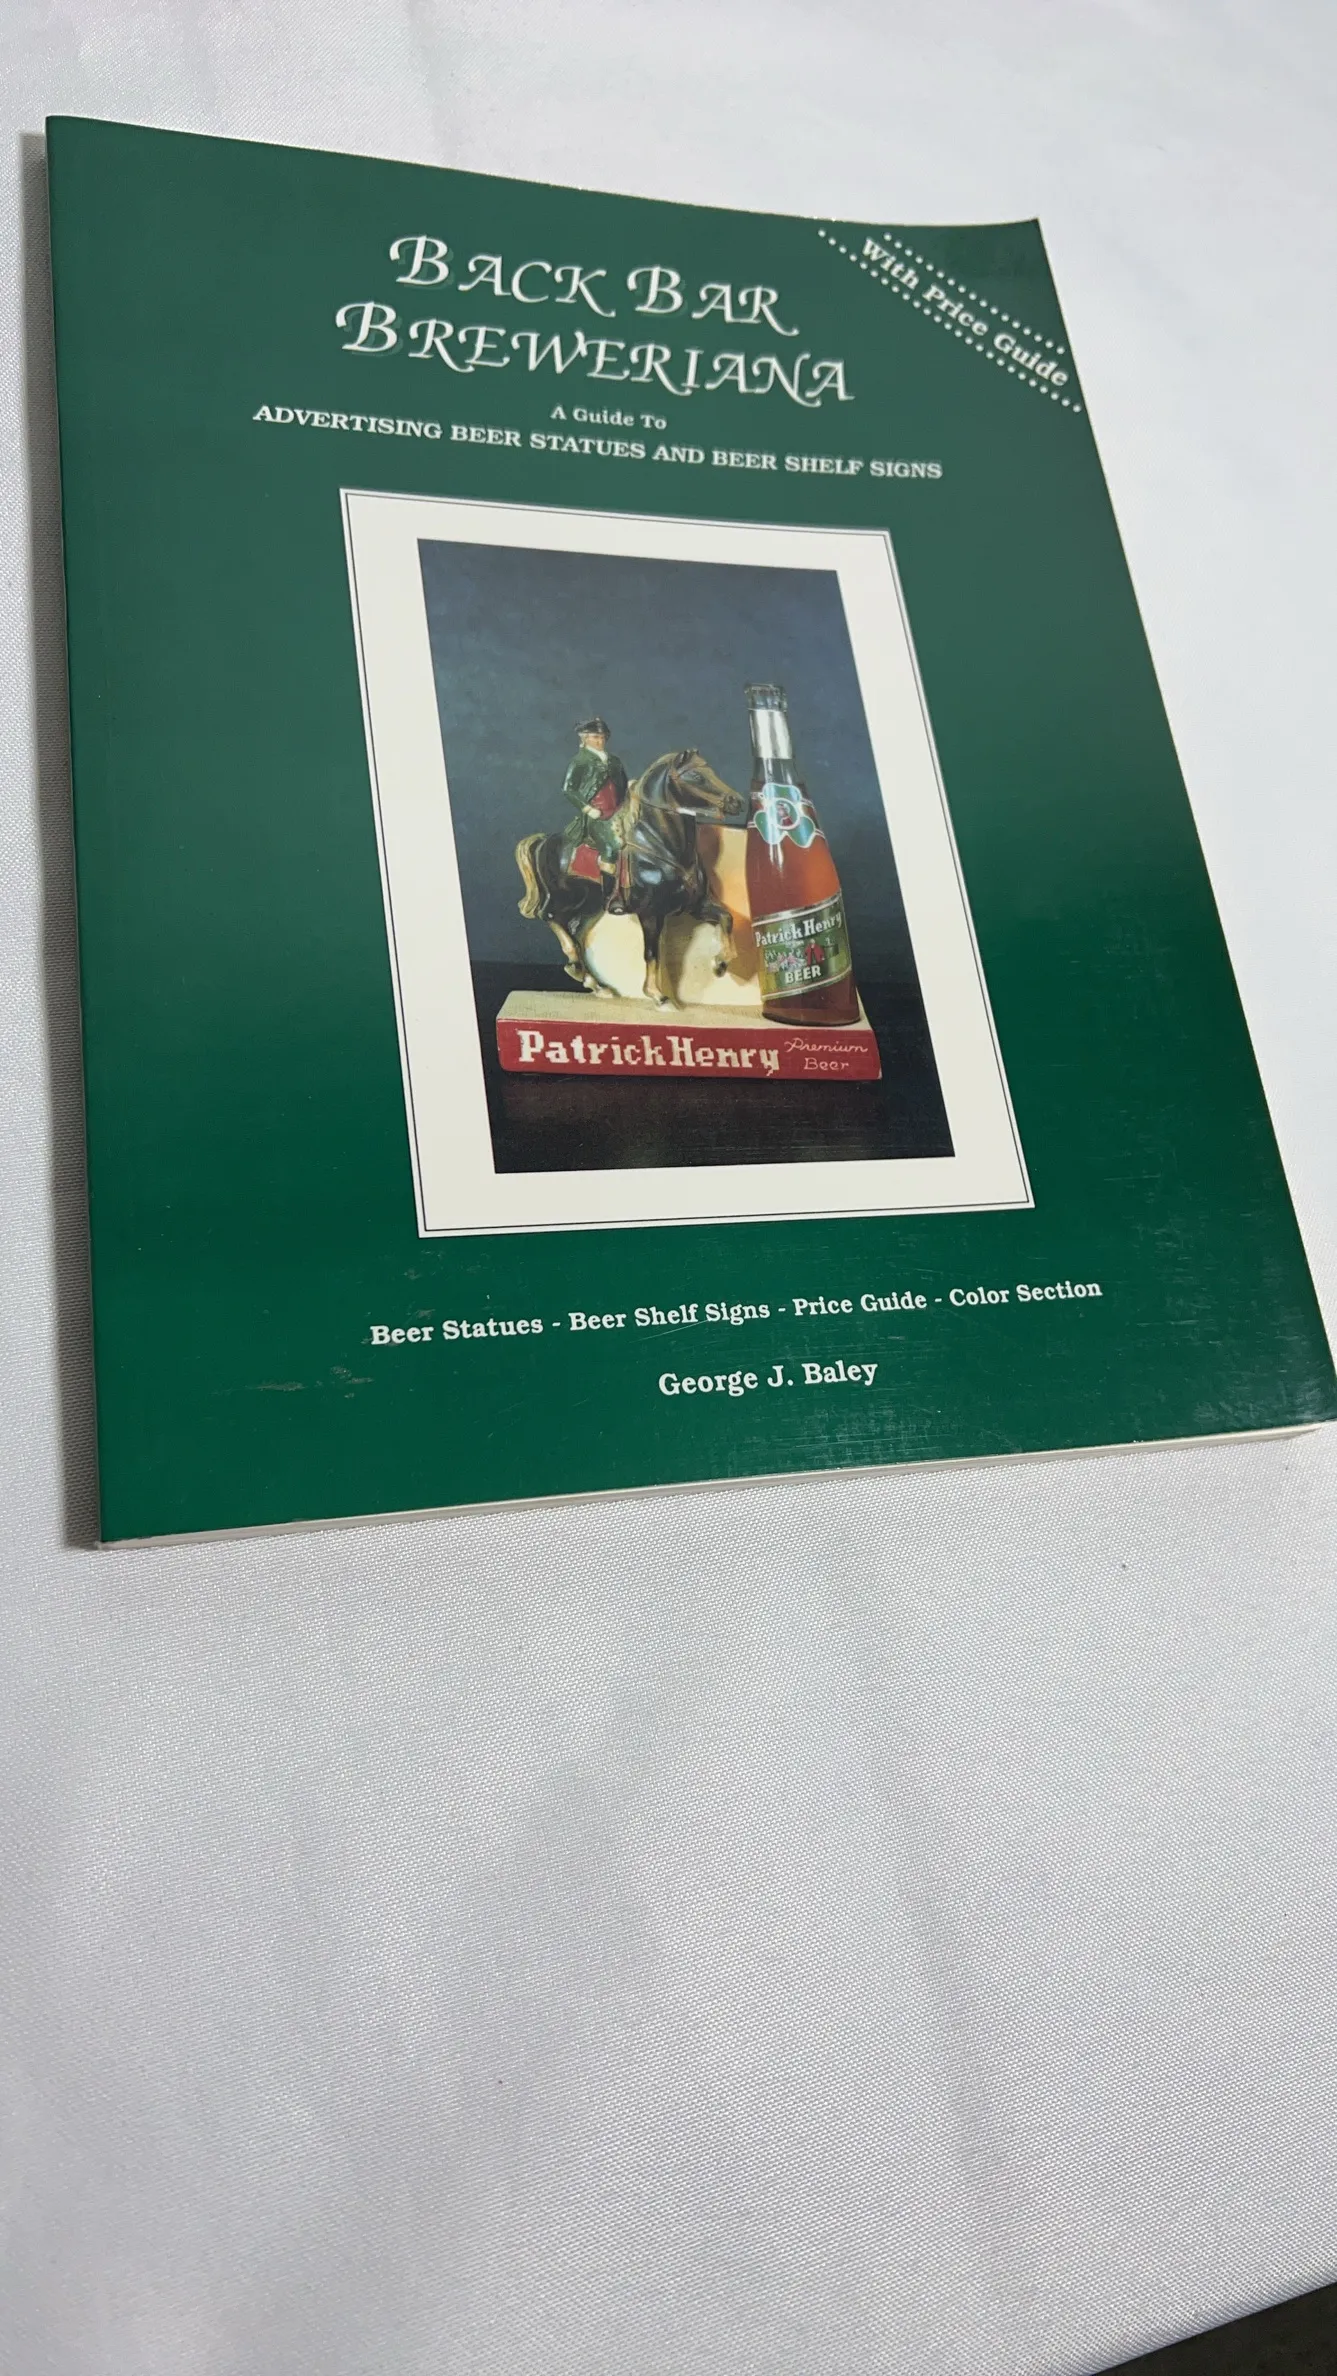 BACK BAR
BREWERIANA
With Price Guide
A Guide To
ADVERTISING BEER STATUES AND BEER SHELF SIGNS
Patrick Henry
BEER
Patrick Henry Premium
Beer
Beer Statues - Beer Shelf Signs - Price Guide - Color Section
George J. Baley